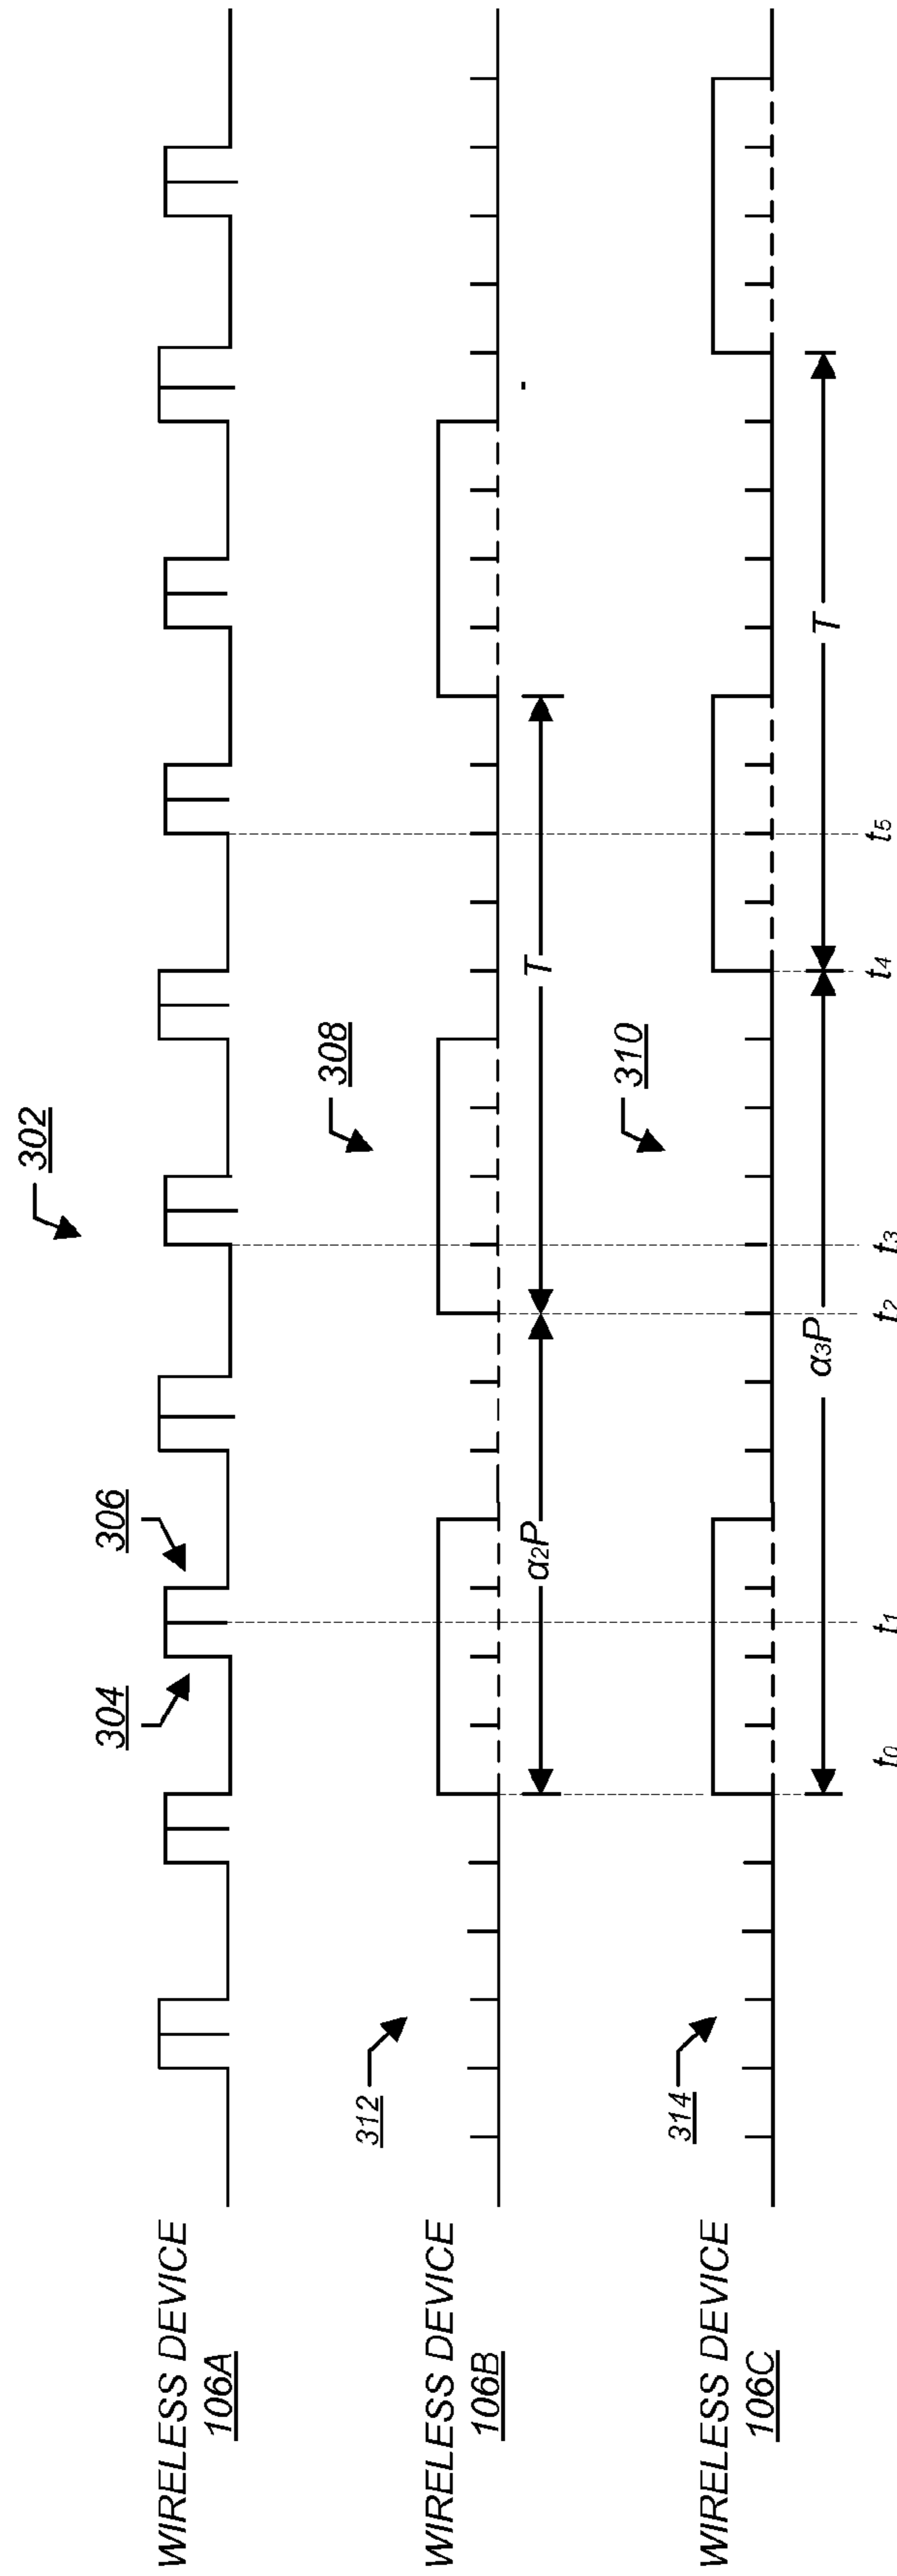 302
304
306
WIRELESS DEVICE
106A
308
312
WIRELESS DEVICE
106B
α2P
T
310
314
WIRELESS DEVICE
106C
α3P
T
t0
t1
t2
t3
t4
t5